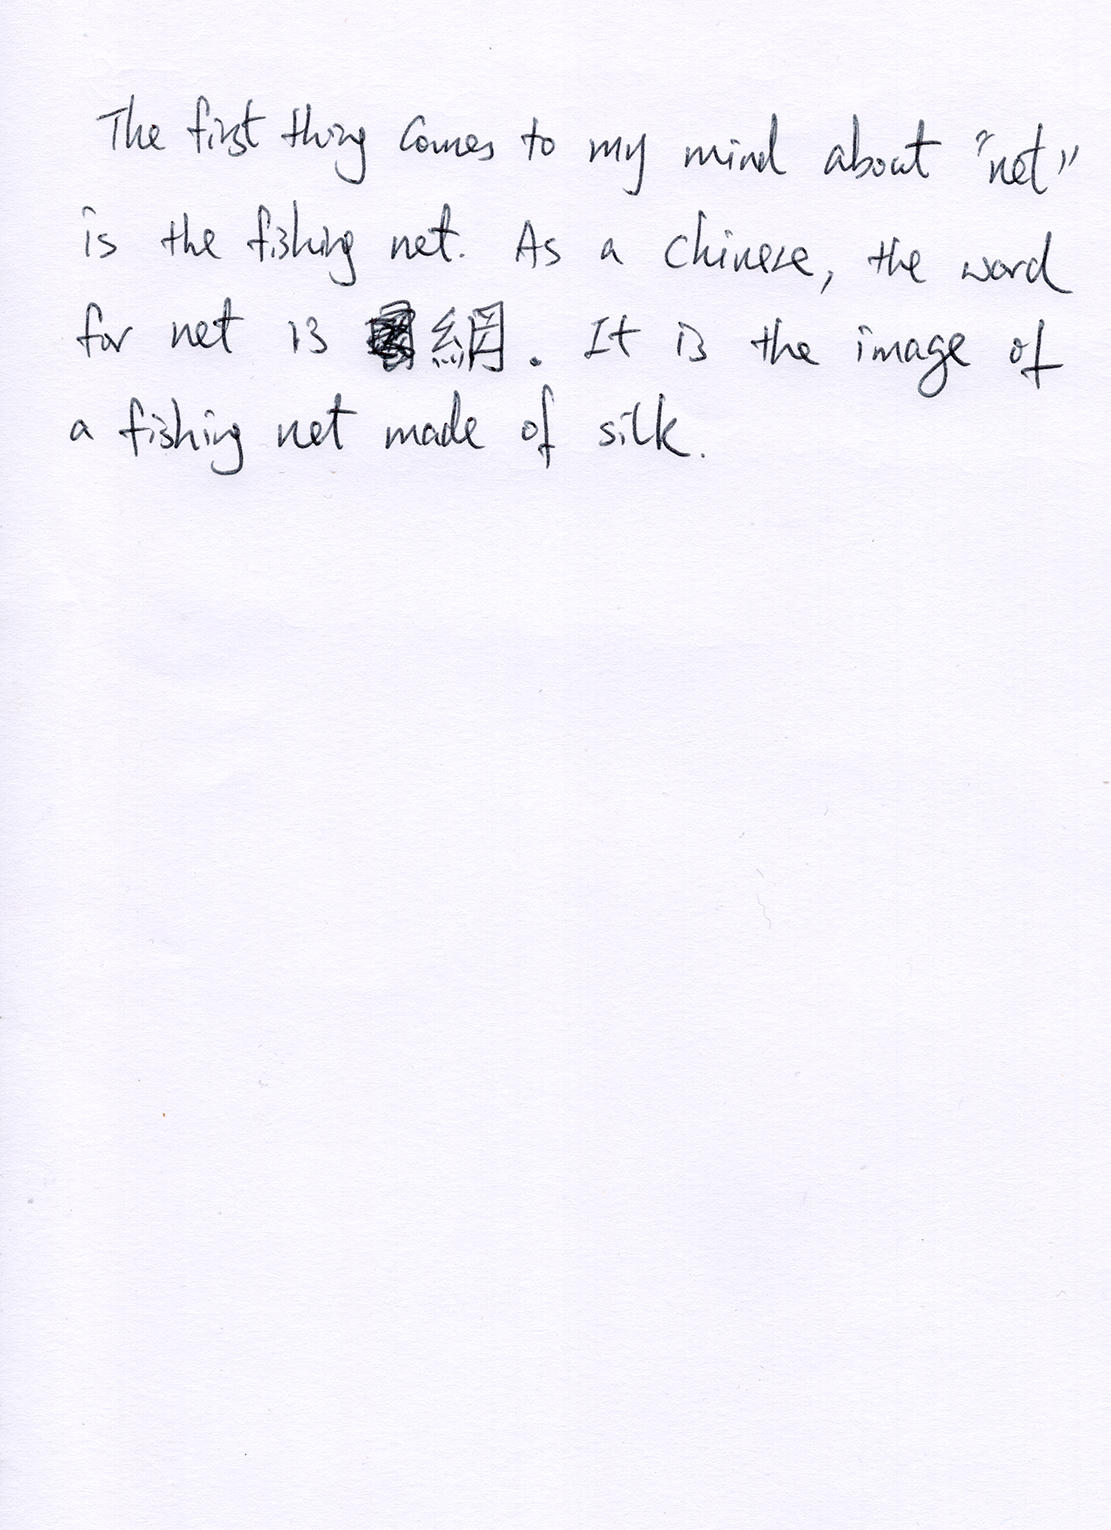 The first thing comes to my mind about "net"
is the fishing net. As a Chinese, the word
for net is 網. It is the image of
a fishing net made of silk.